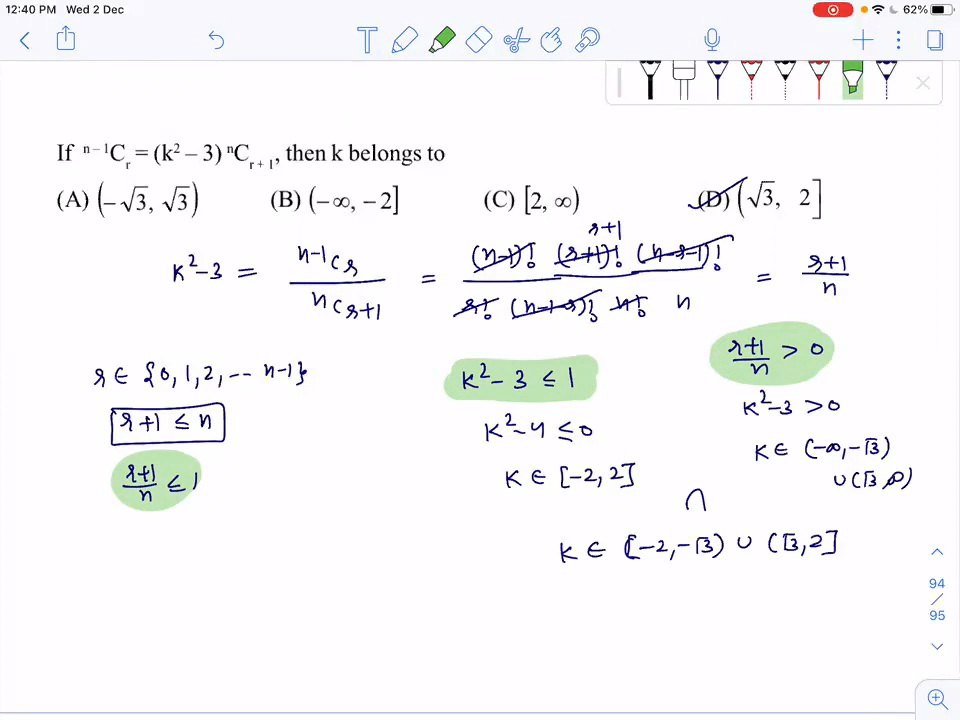 12:40 PM Wed 2 Dec
62%
If ⁿ⁻¹Cᵣ = (k² – 3) ⁿCᵣ₊₁, then k belongs to
(A) (–√3, √3) (B) (–∞, –2] (C) [2, ∞) (D) (√3, 2]
k²-3 = n-1Cr / nCr+1 = (n-1)! (r+1)! (n-r-1)! / r! (n-1-r)! n! = r+1 / n
r+1
n
r ∈ {0, 1, 2, -- n-1}
r+1 ≤ n
r+1 / n ≤ 1
k²-3 ≤ 1
k²-4 ≤ 0
k ∈ [-2, 2]
r+1 / n > 0
k²-3 > 0
k ∈ (-∞, -√3)
∪ (√3, ∞)
∩
k ∈ [-2, -√3) ∪ (√3, 2]
94
/
95